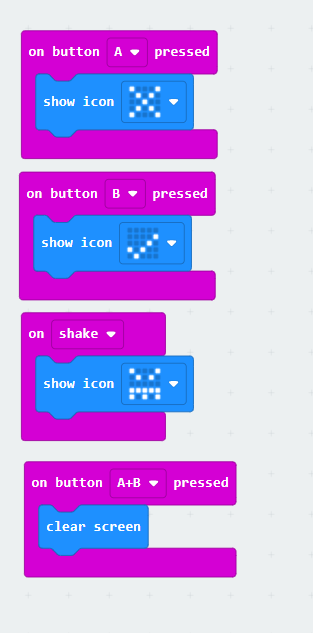 on button A pressed
show icon
on button B pressed
show icon
on shake
show icon
on button A+B pressed
clear screen